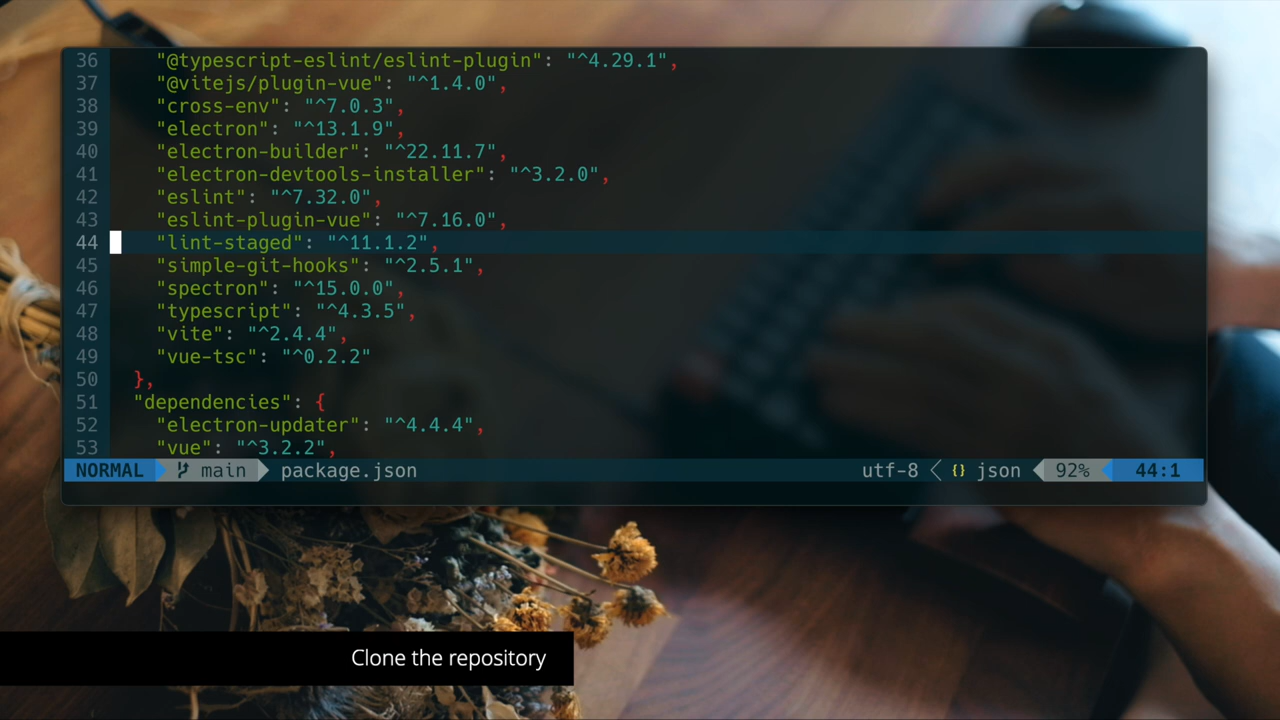 36 "@typescript-eslint/eslint-plugin": "^4.29.1",
37 "@vitejs/plugin-vue": "^1.4.0",
38 "cross-env": "^7.0.3",
39 "electron": "^13.1.9",
40 "electron-builder": "^22.11.7",
41 "electron-devtools-installer": "^3.2.0",
42 "eslint": "^7.32.0",
43 "eslint-plugin-vue": "^7.16.0",
44 "lint-staged": "^11.1.2",
45 "simple-git-hooks": "^2.5.1",
46 "spectron": "^15.0.0",
47 "typescript": "^4.3.5",
48 "vite": "^2.4.4",
49 "vue-tsc": "^0.2.2"
50 },
51 "dependencies": {
52 "electron-updater": "^4.4.4",
53 "vue": "^3.2.2",
NORMAL main package.json utf-8 {} json 92% 44:1
Clone the repository